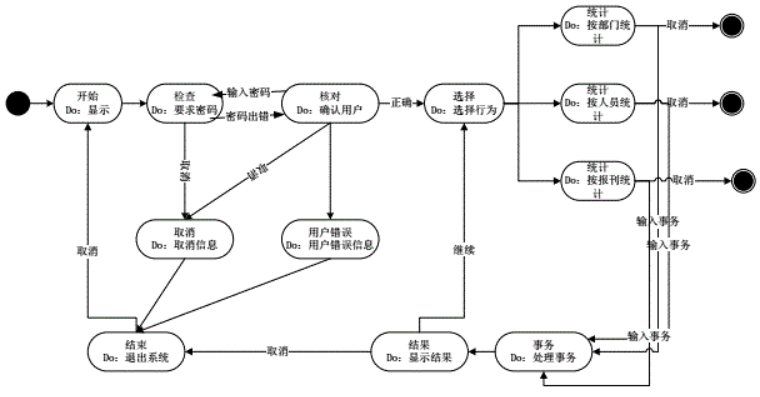 统计
Do：按部门统
计
取消
开始
Do：显示
检查
Do：要求密码
输入密码
密码出错
核对
Do：确认用户
正确
选择
Do：选择行为
统计
Do：按人员统
计
取消
统计
Do：按报刊统
计
取消
取消
取消
输入事务
输入事务
取消
Do：取消信息
用户错误
Do：用户错误信息
取消
继续
输入事务
结束
Do：退出系统
取消
结果
Do：显示结果
事务
Do：处理事务